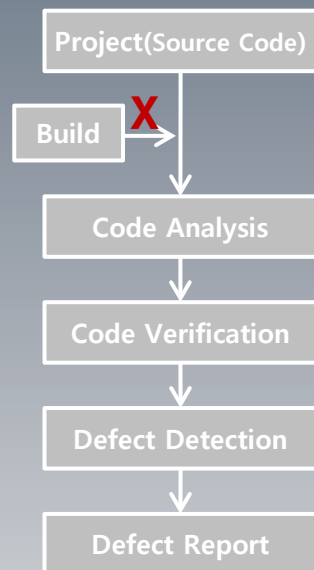 Project(Source Code)
X
Build
Code Analysis
Code Verification
Defect Detection
Defect Report